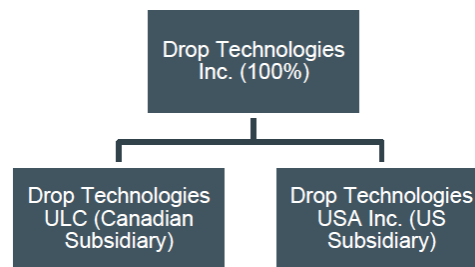 Drop Technologies
Inc. (100%)
Drop Technologies
ULC (Canadian
Subsidiary)
Drop Technologies
USA Inc. (US
Subsidiary)